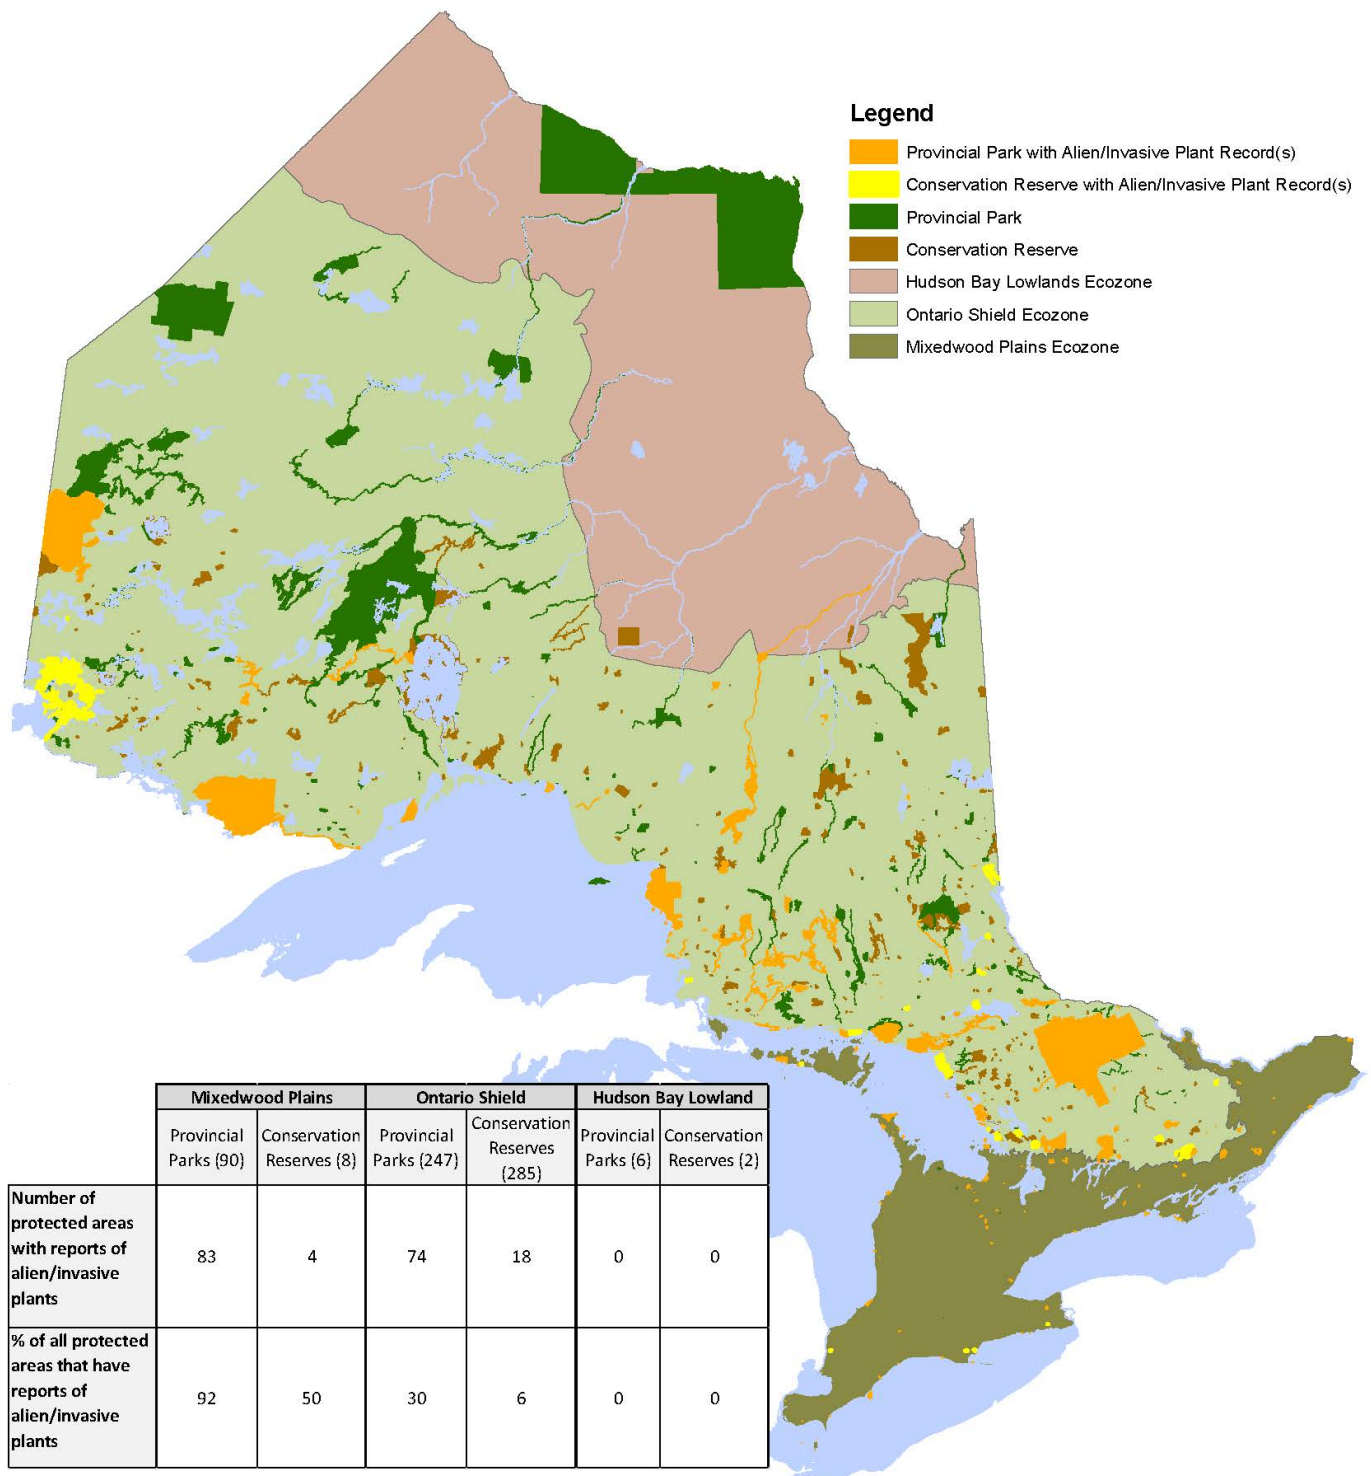 Legend
Provincial Park with Alien/Invasive Plant Record(s)
Conservation Reserve with Alien/Invasive Plant Record(s)
Provincial Park
Conservation Reserve
Hudson Bay Lowlands Ecozone
Ontario Shield Ecozone
Mixedwood Plains Ecozone
Mixedwood Plains Ontario Shield Hudson Bay Lowland
Provincial Parks (90) Conservation Reserves (8) Provincial Parks (247) Conservation Reserves (285) Provincial Parks (6) Conservation Reserves (2)
Number of
protected areas
with reports of
alien/invasive
plants
83 4 74 18 0 0
% of all protected
areas that have
reports of
alien/invasive
plants
92 50 30 6 0 0